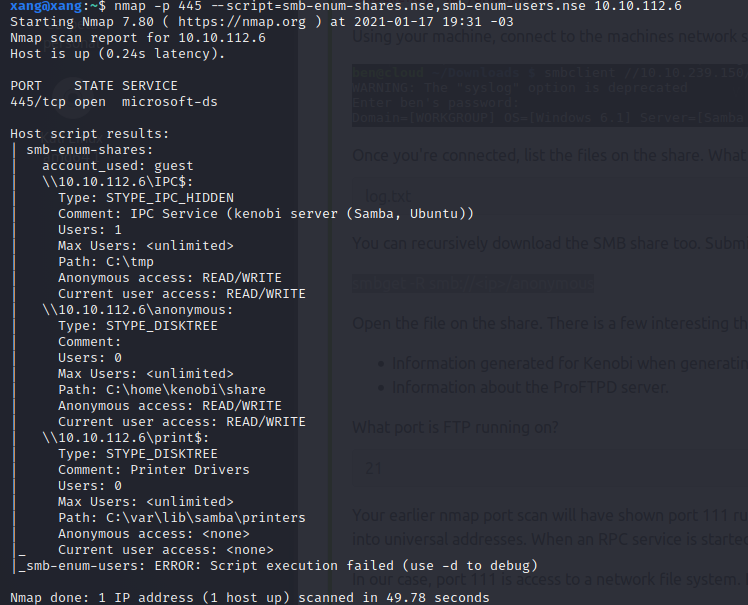 xang@xang:~$ nmap -p 445 --script=smb-enum-shares.nse,smb-enum-users.nse 10.10.112.6
Starting Nmap 7.80 ( https://nmap.org ) at 2021-01-17 19:31 -03
Nmap scan report for 10.10.112.6
Host is up (0.24s latency).

PORT    STATE SERVICE
445/tcp open  microsoft-ds

Host script results:
| smb-enum-shares:
|   account_used: guest
|   \\10.10.112.6\IPC$:
|     Type: STYPE_IPC_HIDDEN
|     Comment: IPC Service (kenobi server (Samba, Ubuntu))
|     Users: 1
|     Max Users: <unlimited>
|     Path: C:\tmp
|     Anonymous access: READ/WRITE
|     Current user access: READ/WRITE
|   \\10.10.112.6\anonymous:
|     Type: STYPE_DISKTREE
|     Comment:
|     Users: 0
|     Max Users: <unlimited>
|     Path: C:\home\kenobi\share
|     Anonymous access: READ/WRITE
|     Current user access: READ/WRITE
|   \\10.10.112.6\print$:
|     Type: STYPE_DISKTREE
|     Comment: Printer Drivers
|     Users: 0
|     Max Users: <unlimited>
|     Path: C:\var\lib\samba\printers
|     Anonymous access: <none>
|_    Current user access: <none>
|_smb-enum-users: ERROR: Script execution failed (use -d to debug)

Nmap done: 1 IP address (1 host up) scanned in 49.78 seconds
Using your machine, connect to the machines network
smbclient //10.10.239.150
WARNING: The "syslog" option is deprecated
Enter ben's password:
Domain=[WORKGROUP] OS=[Windows 6.1] Server=[Samba
Once you're connected, list the files on the share. What
log.txt
You can recursively download the SMB share too. Submi
Open the file on the share. There is a few interesting th
• Information generated for Kenobi when generatin
• Information about the ProFTPD server.
What port is FTP running on?
21
Your earlier nmap port scan will have shown port 111 ru
into universal addresses. When an RPC service is starte
In our case, port 111 is access to a network file system.